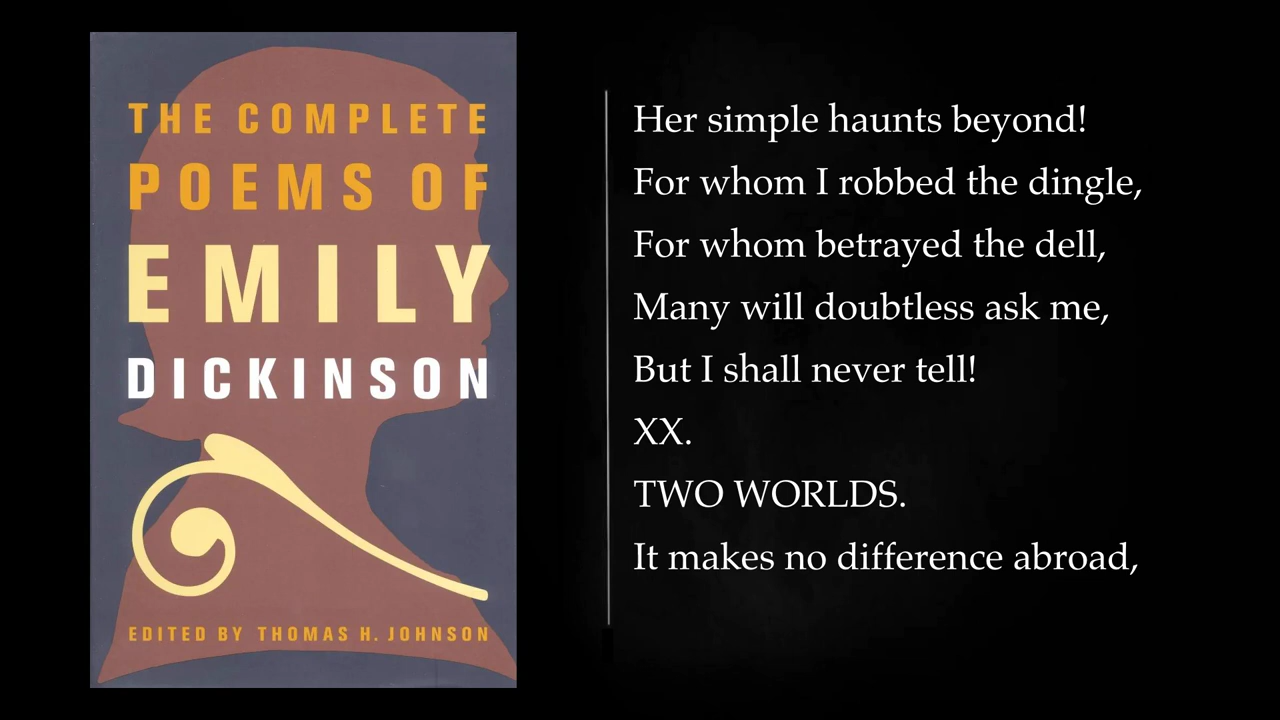 THE COMPLETE
POEMS OF
EMILY
DICKINSON
EDITED BY THOMAS H. JOHNSON
Her simple haunts beyond!
For whom I robbed the dingle,
For whom betrayed the dell,
Many will doubtless ask me,
But I shall never tell!
XX.
TWO WORLDS.
It makes no difference abroad,